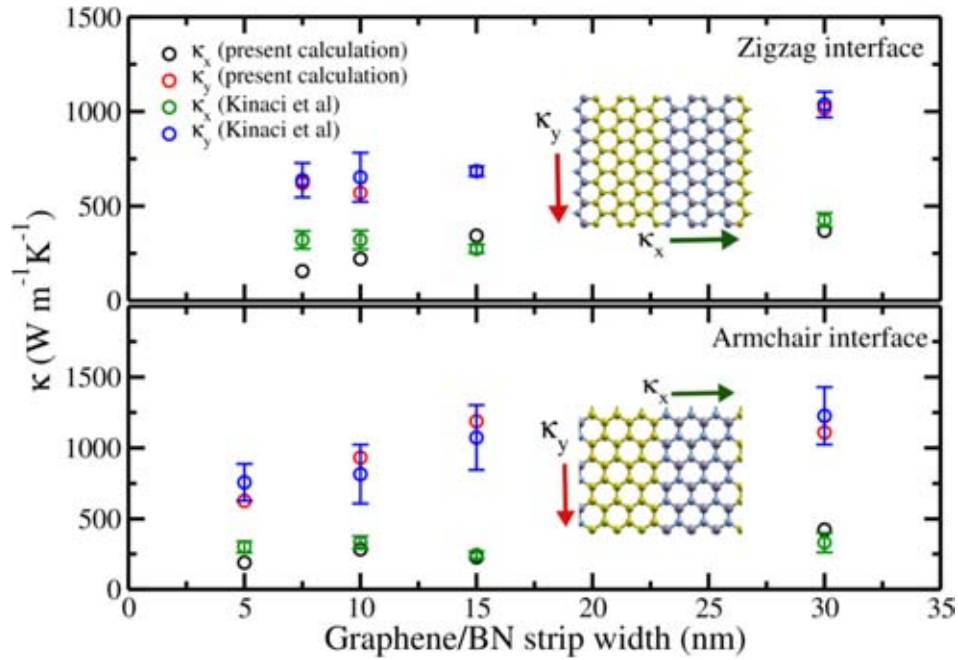 1500
1000
500
0
κx (present calculation)
κy (present calculation)
κx (Kinaci et al)
κy (Kinaci et al)
Zigzag interface
κy
κx
κ (W m⁻¹K⁻¹)
1500
1000
500
0
Armchair interface
κx
κy
0 5 10 15 20 25 30 35
Graphene/BN strip width (nm)